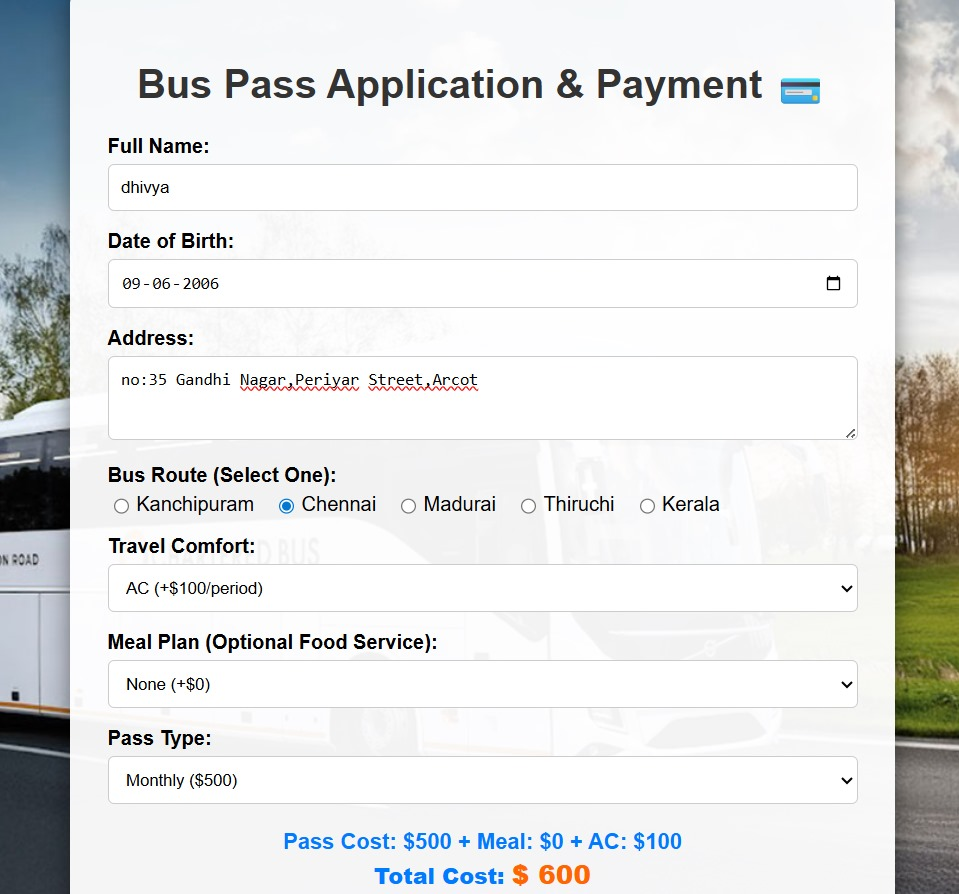 Bus Pass Application & Payment
Full Name:
dhivya
Date of Birth:
09-06-2006
Address:
no:35 Gandhi Nagar,Periyar Street,Arcot
Bus Route (Select One):
Kanchipuram Chennai Madurai Thiruchi Kerala
Travel Comfort:
AC (+$100/period)
Meal Plan (Optional Food Service):
None (+$0)
Pass Type:
Monthly ($500)
Pass Cost: $500 + Meal: $0 + AC: $100
Total Cost: $ 600
ON ROAD
CHARTERED BUS